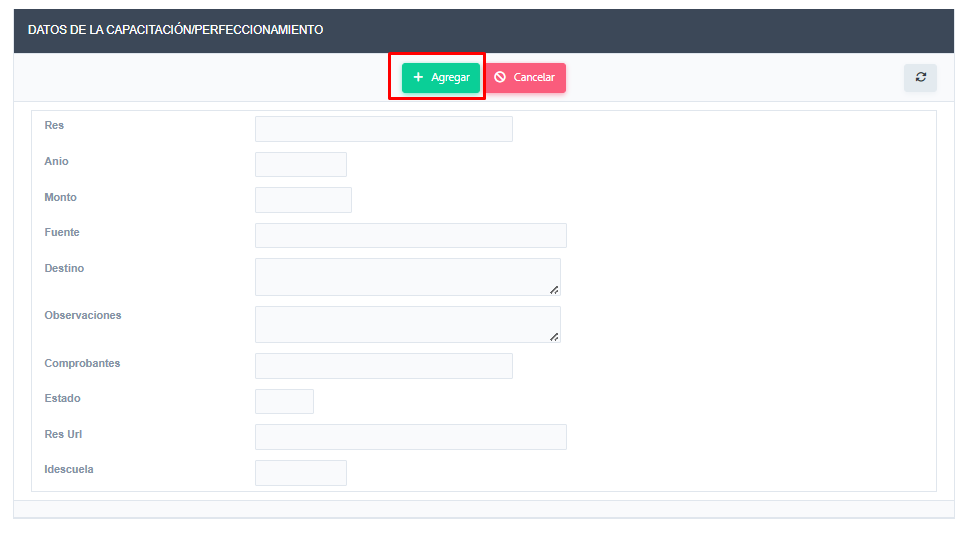 DATOS DE LA CAPACITACIÓN/PERFECCIONAMIENTO
Agregar Cancelar
Res
Anio
Monto
Fuente
Destino
Observaciones
Comprobantes
Estado
Res Url
Idescuela